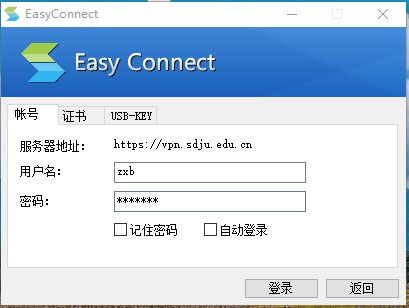 EasyConnect
Easy Connect
帐号 证书 USB-KEY
服务器地址： https://vpn.sdju.edu.cn
用户名： zxb
密码： *******
记住密码 自动登录
登录 返回